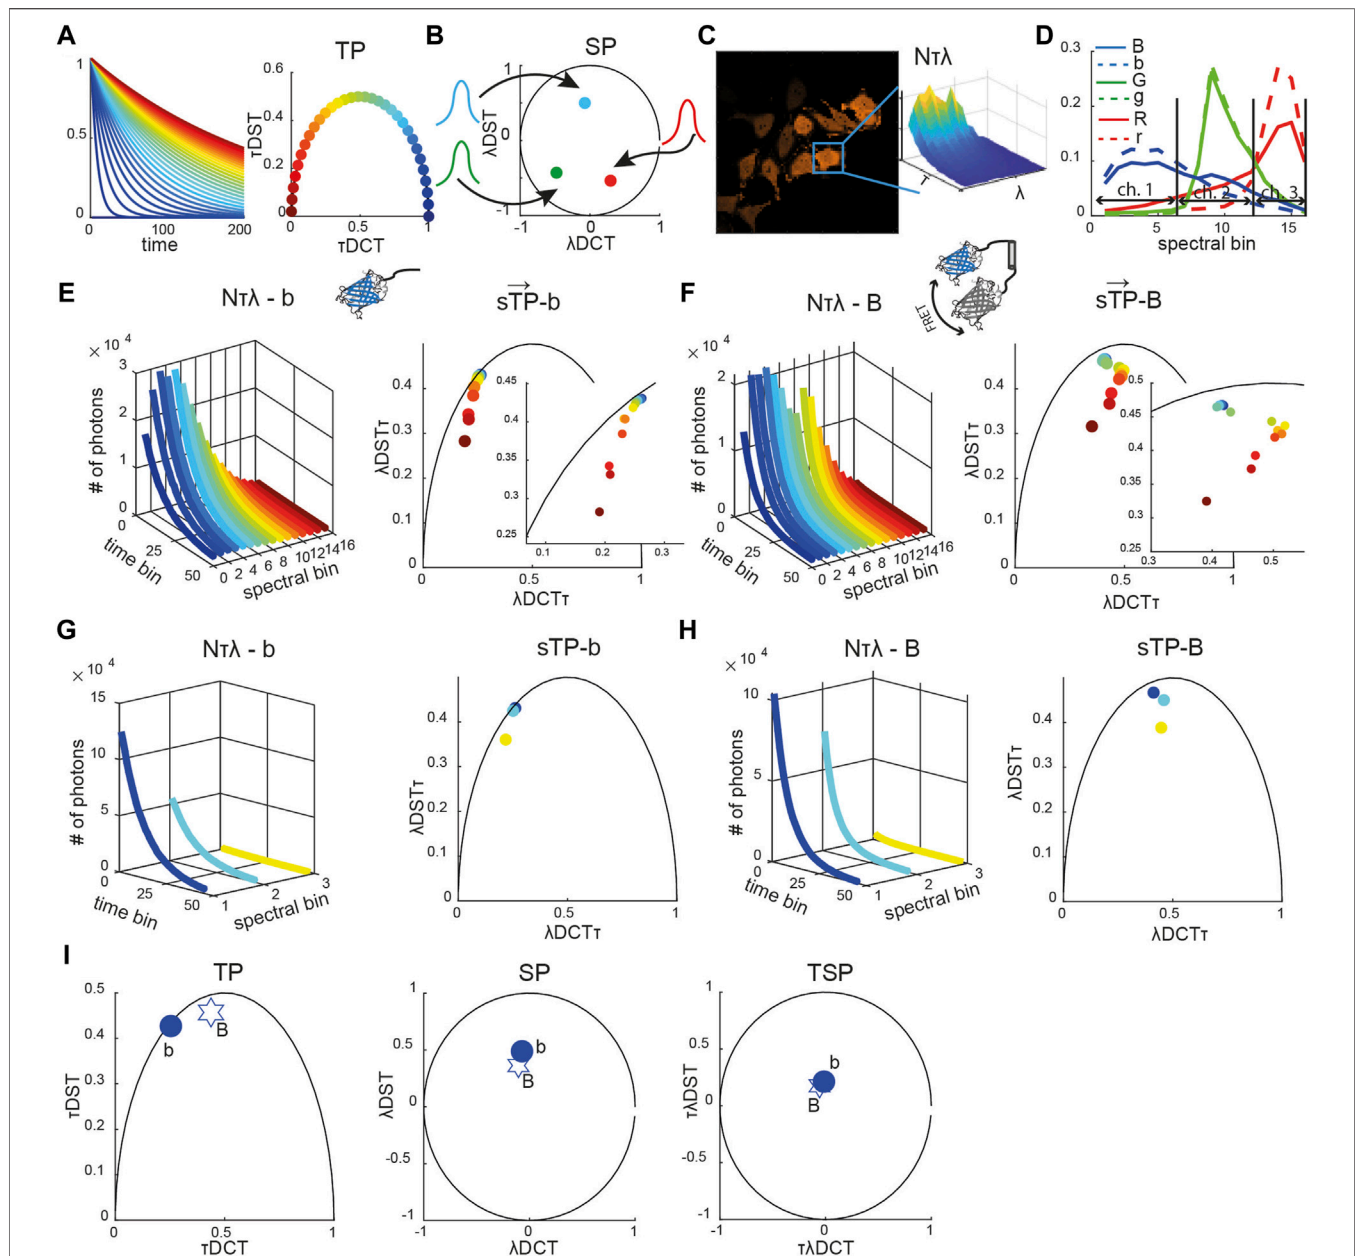 A
TP
B
SP
C
Nτλ
D
1
0.5
0
0
100
200
time
0.6
0.4
0.2
0
0
0.5
1
τDST
τDCT
1
0
-1
-1
0
1
λDST
λDCT
τ
λ
0.3
0.2
0.1
0
0
5
10
15
B
b
G
g
R
r
ch. 1
ch. 2
ch. 3
spectral bin
E
Nτλ - b
sTP-b
× 10 4
3
2
1
0
# of photons
0
25
50
time bin
0 2 4 6 8 10 12 14 16
spectral bin
0.4
0.3
0.2
0.1
0
0
0.5
1
λDSTτ
λDCTτ
0.45
0.4
0.35
0.3
0.25
0.1
0.2
0.3
F
Nτλ - B
FRET
sTP-B
× 10 4
2
1
0
# of photons
0
25
50
time bin
0 2 4 6 8 10 12 14 16
spectral bin
0.4
0.3
0.2
0.1
0
0
0.5
1
λDSTτ
λDCTτ
0.5
0.45
0.4
0.35
0.3
0.25
0.3
0.4
0.5
G
Nτλ - b
sTP-b
× 10 4
15
10
5
0
# of photons
0
25
50
time bin
1
2
3
spectral bin
0.4
0.3
0.2
0.1
0
0
0.5
1
λDSTτ
λDCTτ
H
Nτλ - B
sTP-B
× 10 4
10
5
0
# of photons
0
25
50
time bin
1
2
3
spectral bin
0.4
0.3
0.2
0.1
0
0
0.5
1
λDSTτ
λDCTτ
I
TP
SP
TSP
0.5
0.4
0.3
0.2
0.1
0
0
0.5
1
τDST
τDCT
b
B
1
0.5
0
-0.5
-1
-1
0
1
λDST
λDCT
b
B
1
0.5
0
-0.5
-1
-1
0
1
τλDST
τλDCT
b
B